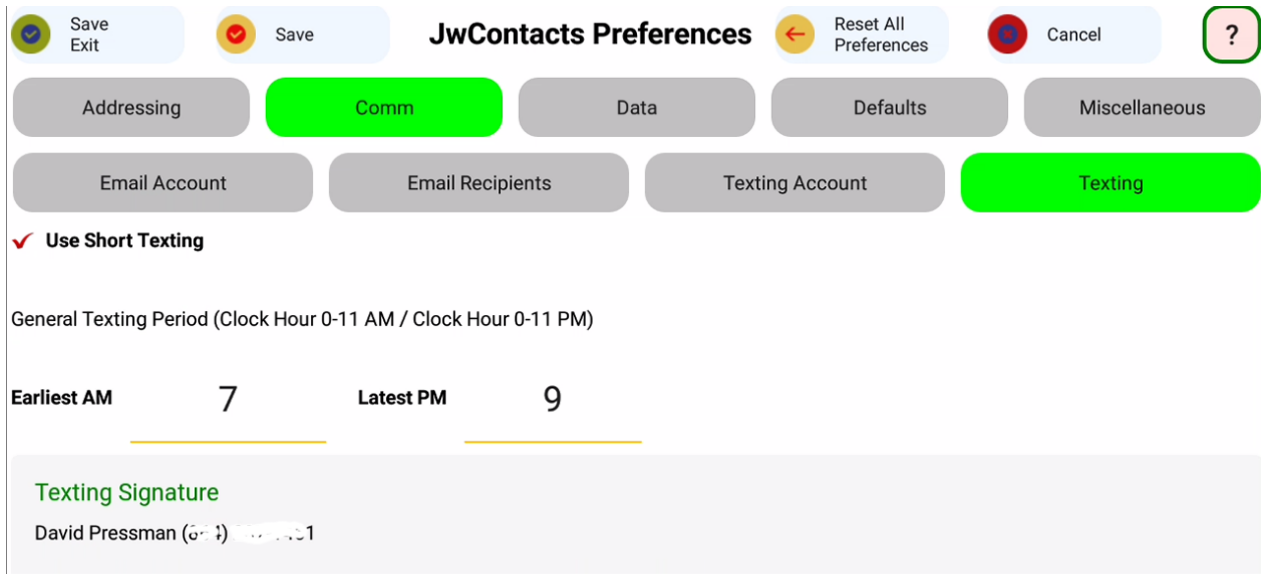 Save
Exit
Save
JwContacts Preferences
Reset All
Preferences
Cancel
?
Addressing
Comm
Data
Defaults
Miscellaneous
Email Account
Email Recipients
Texting Account
Texting
Use Short Texting
General Texting Period (Clock Hour 0-11 AM / Clock Hour 0-11 PM)
Earliest AM 7 Latest PM 9
Texting Signature
David Pressman